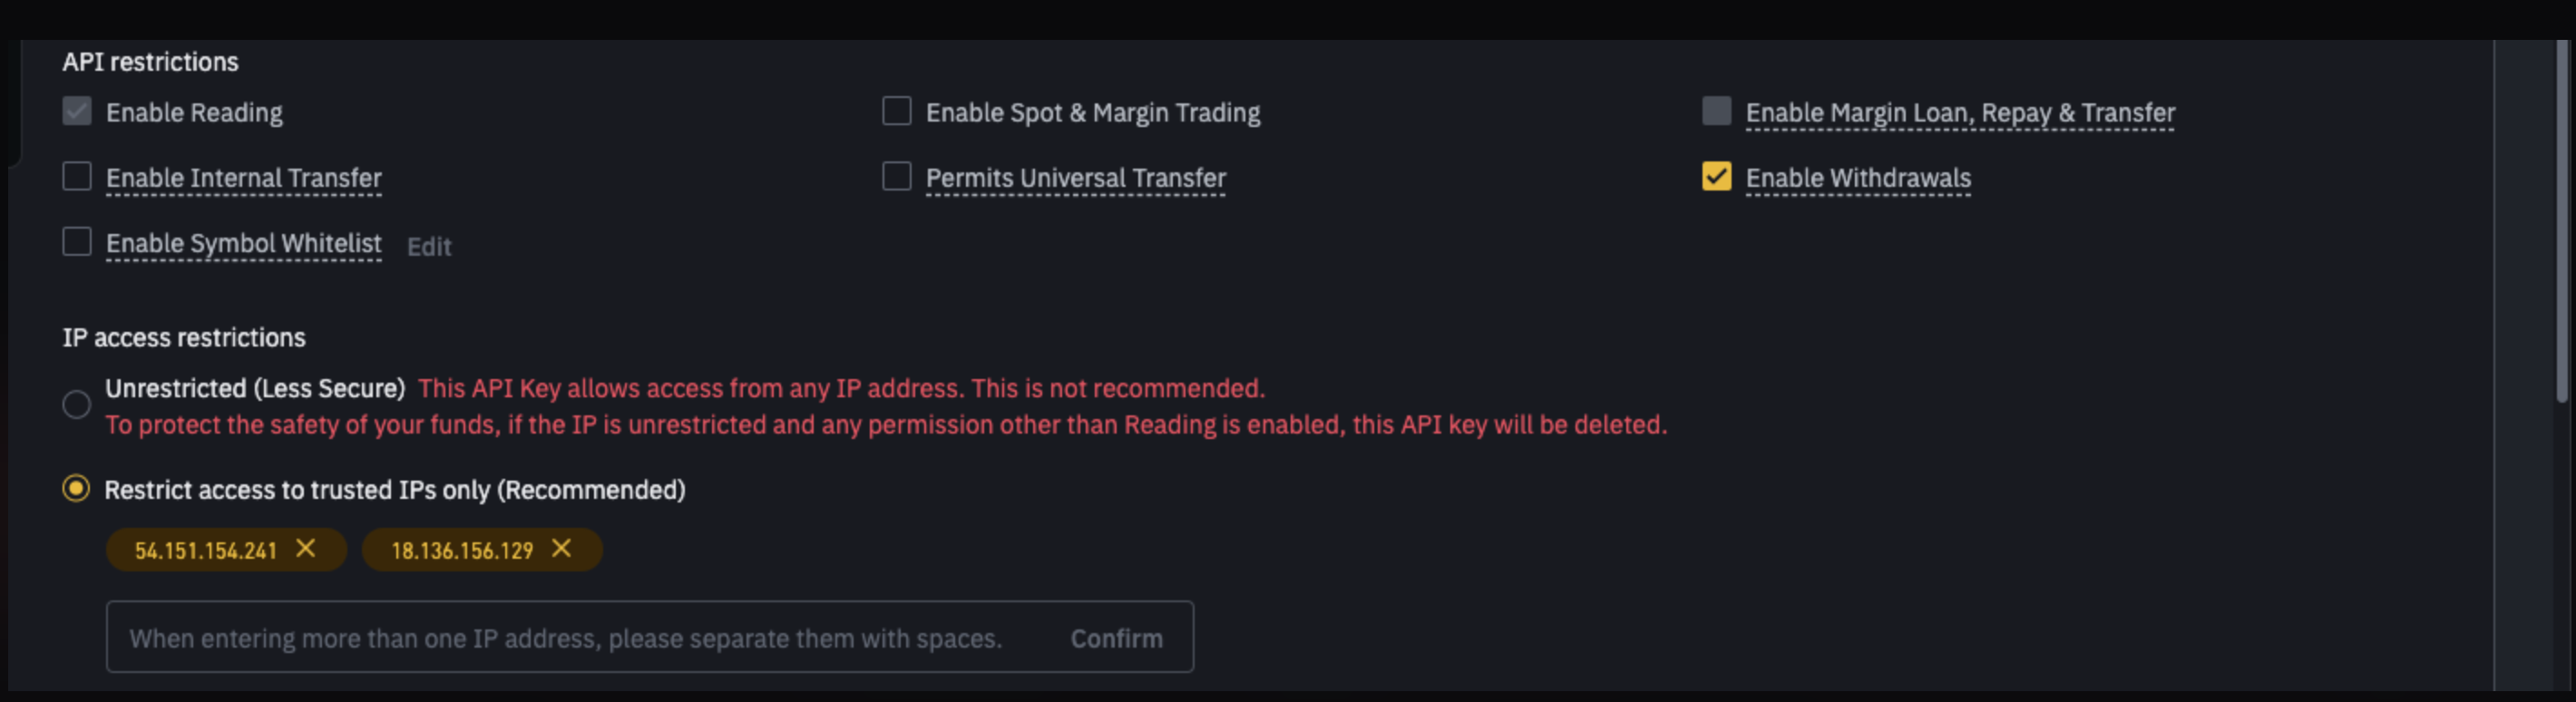 API restrictions
Enable Reading Enable Spot & Margin Trading Enable Margin Loan, Repay & Transfer
Enable Internal Transfer Permits Universal Transfer Enable Withdrawals
Enable Symbol Whitelist Edit
IP access restrictions
Unrestricted (Less Secure) This API Key allows access from any IP address. This is not recommended.
To protect the safety of your funds, if the IP is unrestricted and any permission other than Reading is enabled, this API key will be deleted.
Restrict access to trusted IPs only (Recommended)
54.151.154.241 18.136.156.129
When entering more than one IP address, please separate them with spaces. Confirm